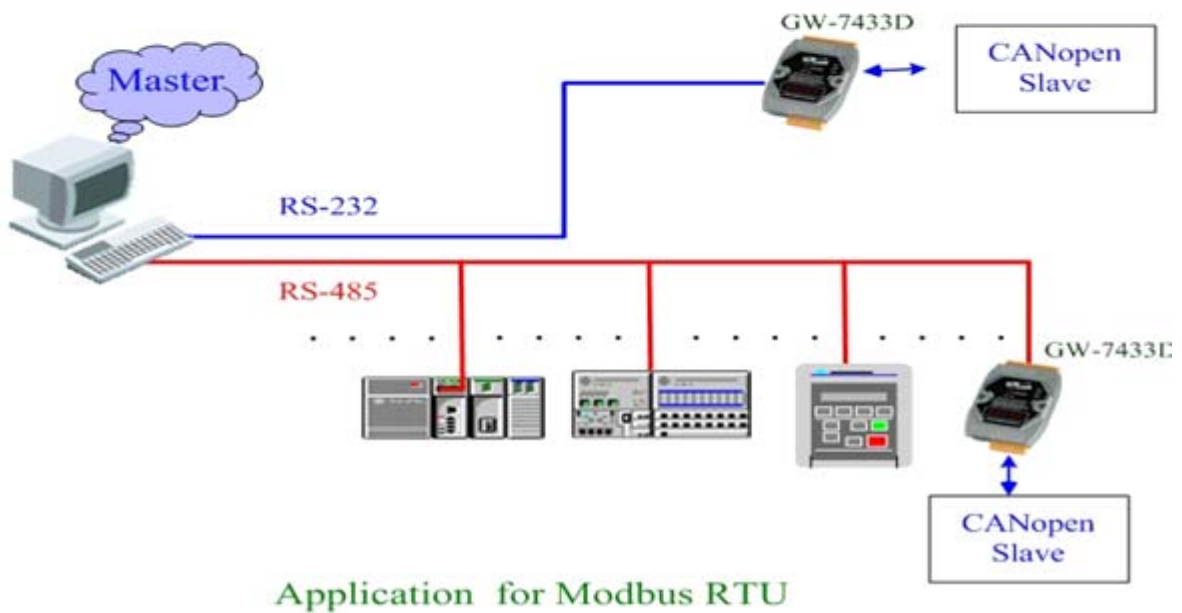 GW-7433D
CANopen
Slave
Master
RS-232
RS-485
GW-7433D
CANopen
Slave
Application for Modbus RTU